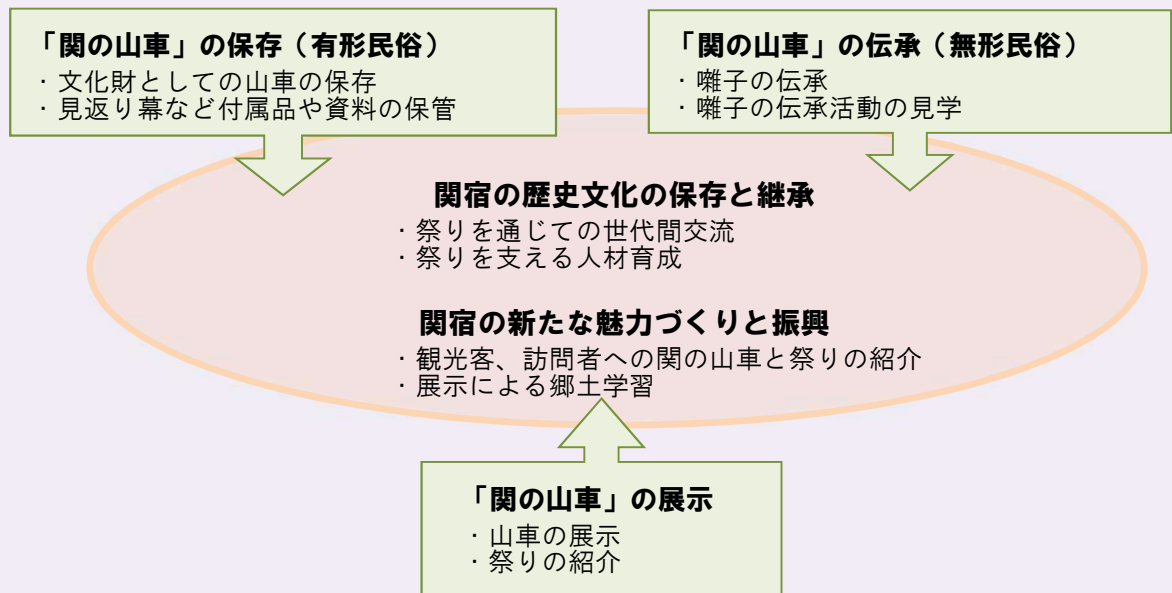 「関の山車」の保存（有形民俗）
・文化財としての山車の保存
・見返り幕など付属品や資料の保管
「関の山車」の伝承（無形民俗）
・囃子の伝承
・囃子の伝承活動の見学
関宿の歴史文化の保存と継承
・祭りを通じての世代間交流
・祭りを支える人材育成
関宿の新たな魅力づくりと振興
・観光客、訪問者への関の山車と祭りの紹介
・展示による郷土学習
「関の山車」の展示
・山車の展示
・祭りの紹介